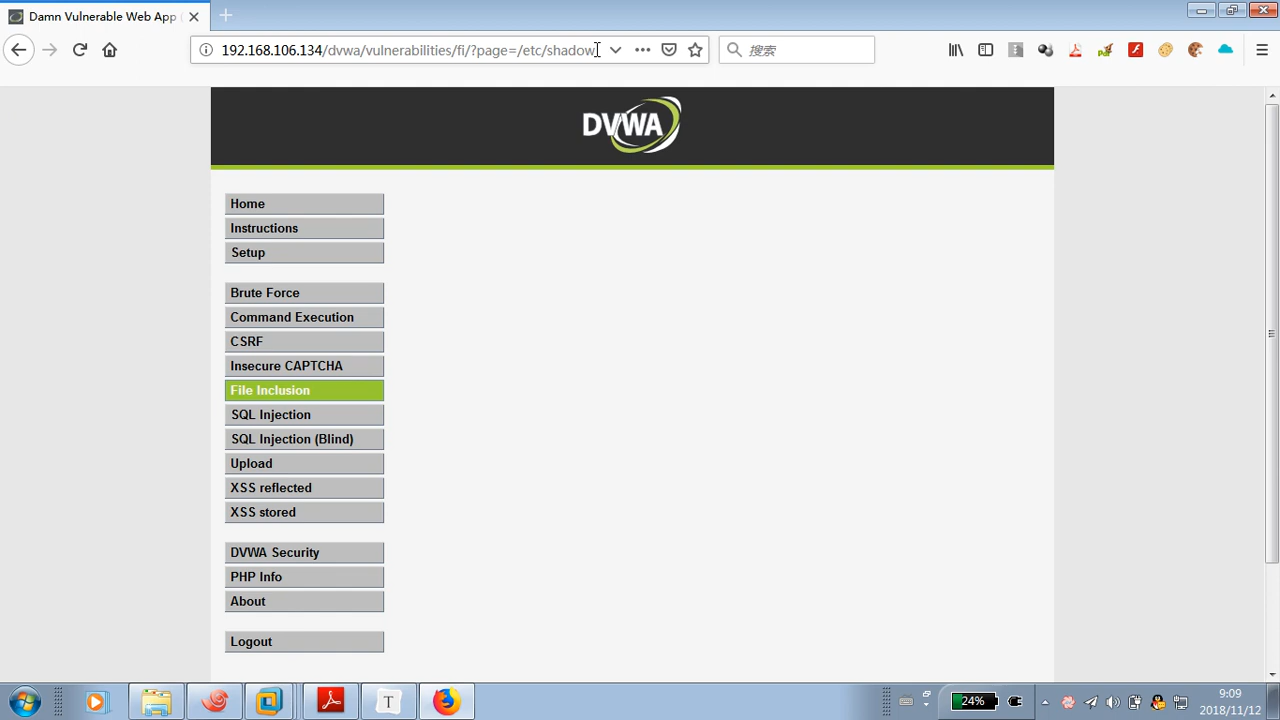 Damn Vulnerable Web App (
192.168.106.134/dvwa/vulnerabilities/fi/?page=/etc/shadow
搜索
DVWA
Home
Instructions
Setup
Brute Force
Command Execution
CSRF
Insecure CAPTCHA
File Inclusion
SQL Injection
SQL Injection (Blind)
Upload
XSS reflected
XSS stored
DVWA Security
PHP Info
About
Logout
T
24%
9:09
2018/11/12